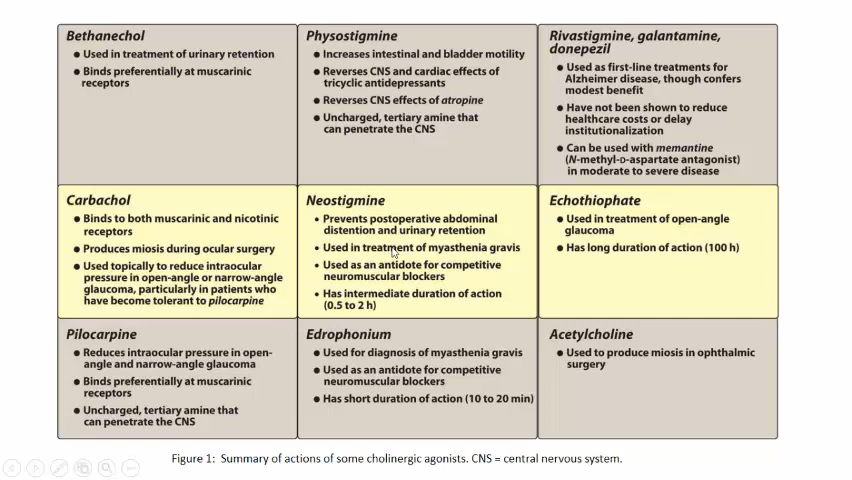 Bethanechol
● Used in treatment of urinary retention
● Binds preferentially at muscarinic
receptors
Physostigmine
● Increases intestinal and bladder motility
● Reverses CNS and cardiac effects of
tricyclic antidepressants
● Reverses CNS effects of atropine
● Uncharged, tertiary amine that
can penetrate the CNS
Rivastigmine, galantamine,
donepezil
● Used as first-line treatments for
Alzheimer disease, though confers
modest benefit
● Have not been shown to reduce
healthcare costs or delay
institutionalization
● Can be used with memantine
(N-methyl-D-aspartate antagonist)
in moderate to severe disease
Carbachol
● Binds to both muscarinic and nicotinic
receptors
● Produces miosis during ocular surgery
● Used topically to reduce intraocular
pressure in open-angle or narrow-angle
glaucoma, particularly in patients who
have become tolerant to pilocarpine
Neostigmine
• Prevents postoperative abdominal
distention and urinary retention
• Used in treatment of myasthenia gravis
• Used as an antidote for competitive
neuromuscular blockers
• Has intermediate duration of action
(0.5 to 2 h)
Echothiophate
● Used in treatment of open-angle
glaucoma
● Has long duration of action (100 h)
Pilocarpine
● Reduces intraocular pressure in open-
angle and narrow-angle glaucoma
● Binds preferentially at muscarinic
receptors
● Uncharged, tertiary amine that
can penetrate the CNS
Edrophonium
● Used for diagnosis of myasthenia gravis
● Used as an antidote for competitive
neuromuscular blockers
● Has short duration of action (10 to 20 min)
Acetylcholine
● Used to produce miosis in ophthalmic
surgery
Figure 1: Summary of actions of some cholinergic agonists. CNS = central nervous system.